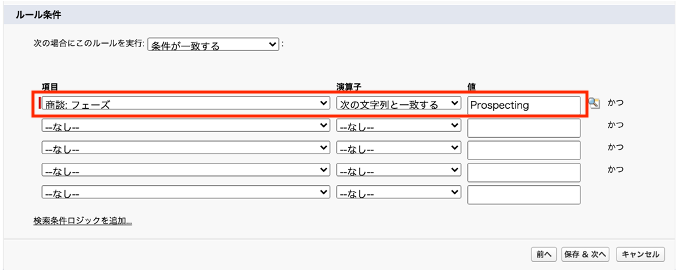 ルール条件
次の場合にこのルールを実行: 条件が一致する :
項目 演算子 値
商談: フェーズ 次の文字列と一致する Prospecting かつ
--なし-- --なし-- かつ
--なし-- --なし-- かつ
--なし-- --なし-- かつ
--なし-- --なし--
検索条件ロジックを追加...
前へ 保存 & 次へ キャンセル